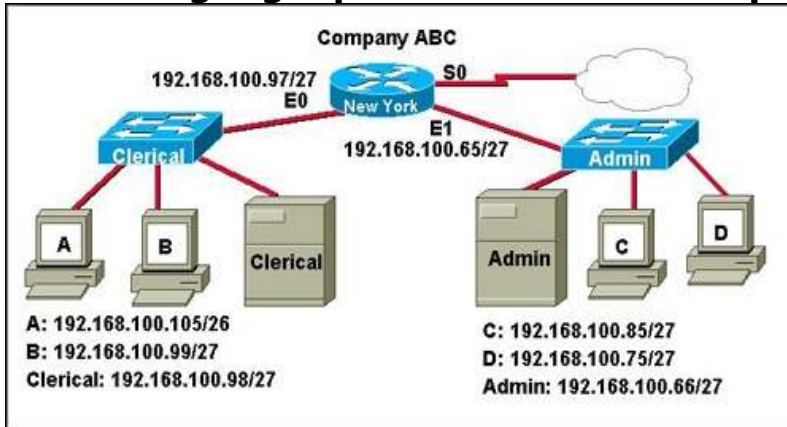 Company ABC
192.168.100.97/27
S0
E0
New York
E1
192.168.100.65/27
Clerical
Admin
A
B
Clerical
Admin
C
D
A: 192.168.100.105/26
B: 192.168.100.99/27
Clerical: 192.168.100.98/27
C: 192.168.100.85/27
D: 192.168.100.75/27
Admin: 192.168.100.66/27